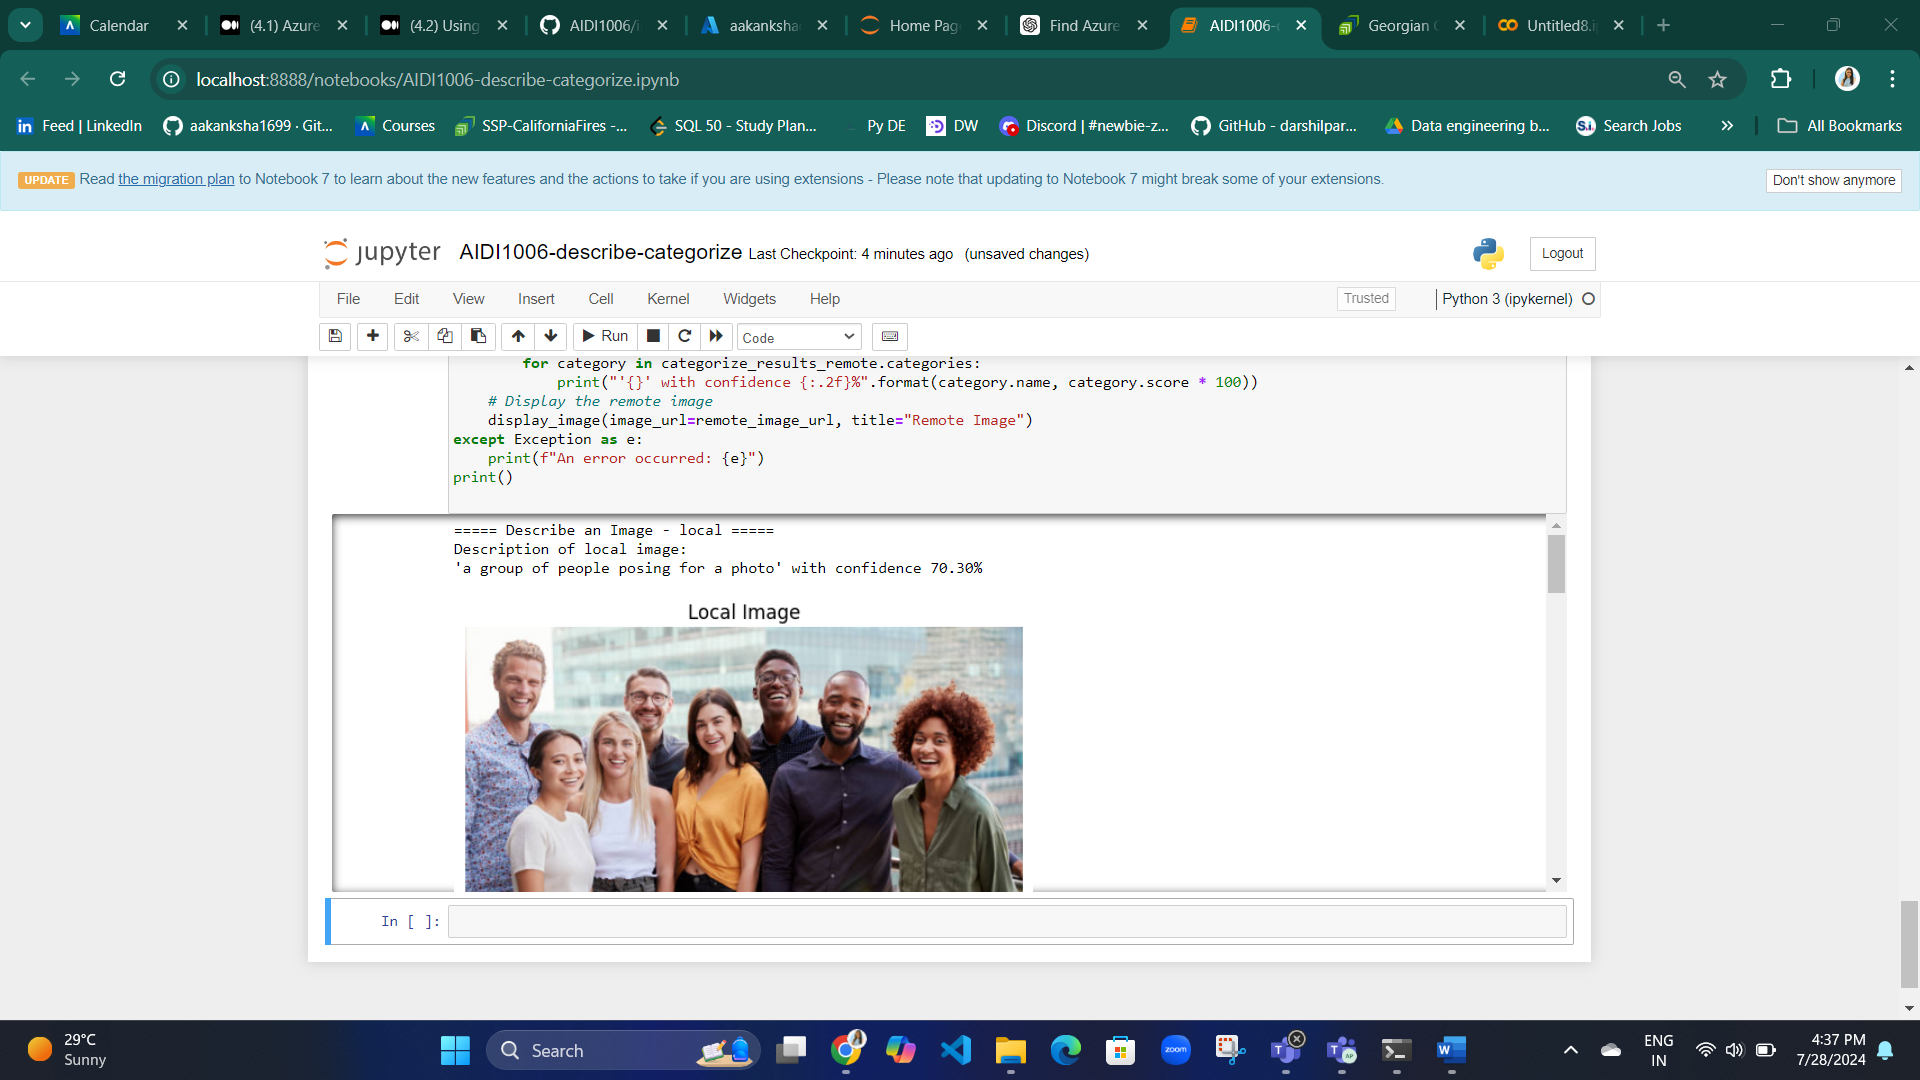 Calendar
(4.1) Azure
(4.2) Using
AIDI1006/i
aakanksha
Home Pag
Find Azure
AIDI1006-
Georgian
Untitled8.i
localhost:8888/notebooks/AIDI1006-describe-categorize.ipynb
Feed | LinkedIn
aakanksha1699 · Git...
Courses
SSP-CaliforniaFires -...
SQL 50 - Study Plan...
Py DE
DW
Discord | #newbie-z...
GitHub - darshilpar...
Data engineering b...
Search Jobs
All Bookmarks
UPDATE Read the migration plan to Notebook 7 to learn about the new features and the actions to take if you are using extensions - Please note that updating to Notebook 7 might break some of your extensions.
Don't show anymore
jupyter AIDI1006-describe-categorize Last Checkpoint: 4 minutes ago (unsaved changes)
Logout
File Edit View Insert Cell Kernel Widgets Help
Trusted
Python 3 (ipykernel)
Run
Code
for category in categorize_results_remote.categories:
print("'{}' with confidence {:.2f}%".format(category.name, category.score * 100))
# Display the remote image
display_image(image_url=remote_image_url, title="Remote Image")
except Exception as e:
print(f"An error occurred: {e}")
print()
===== Describe an Image - local =====
Description of local image:
'a group of people posing for a photo' with confidence 70.30%
Local Image
In [ ]:
29°C
Sunny
Search
zoom
ENG
IN
4:37 PM
7/28/2024